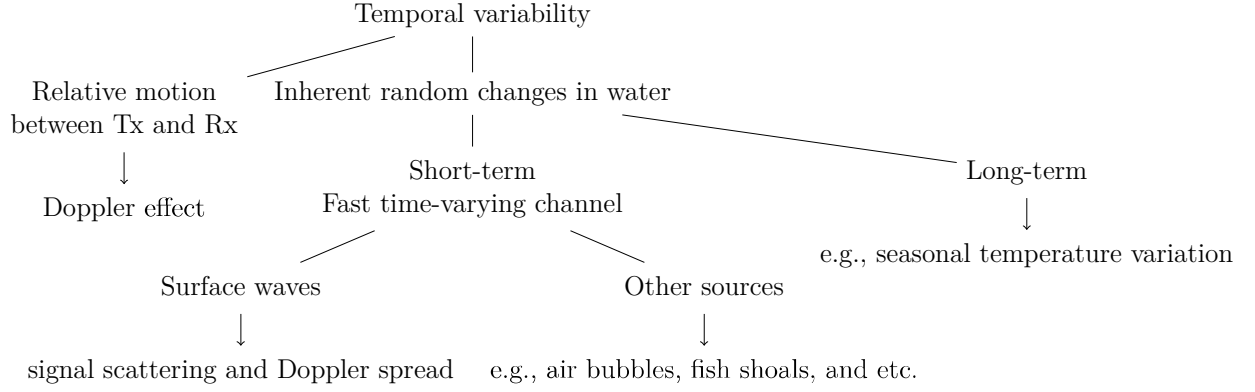 Temporal variability
Relative motion
between Tx and Rx
Inherent random changes in water
Doppler effect
Short-term
Fast time-varying channel
Long-term
e.g., seasonal temperature variation
Surface waves
Other sources
signal scattering and Doppler spread
e.g., air bubbles, fish shoals, and etc.